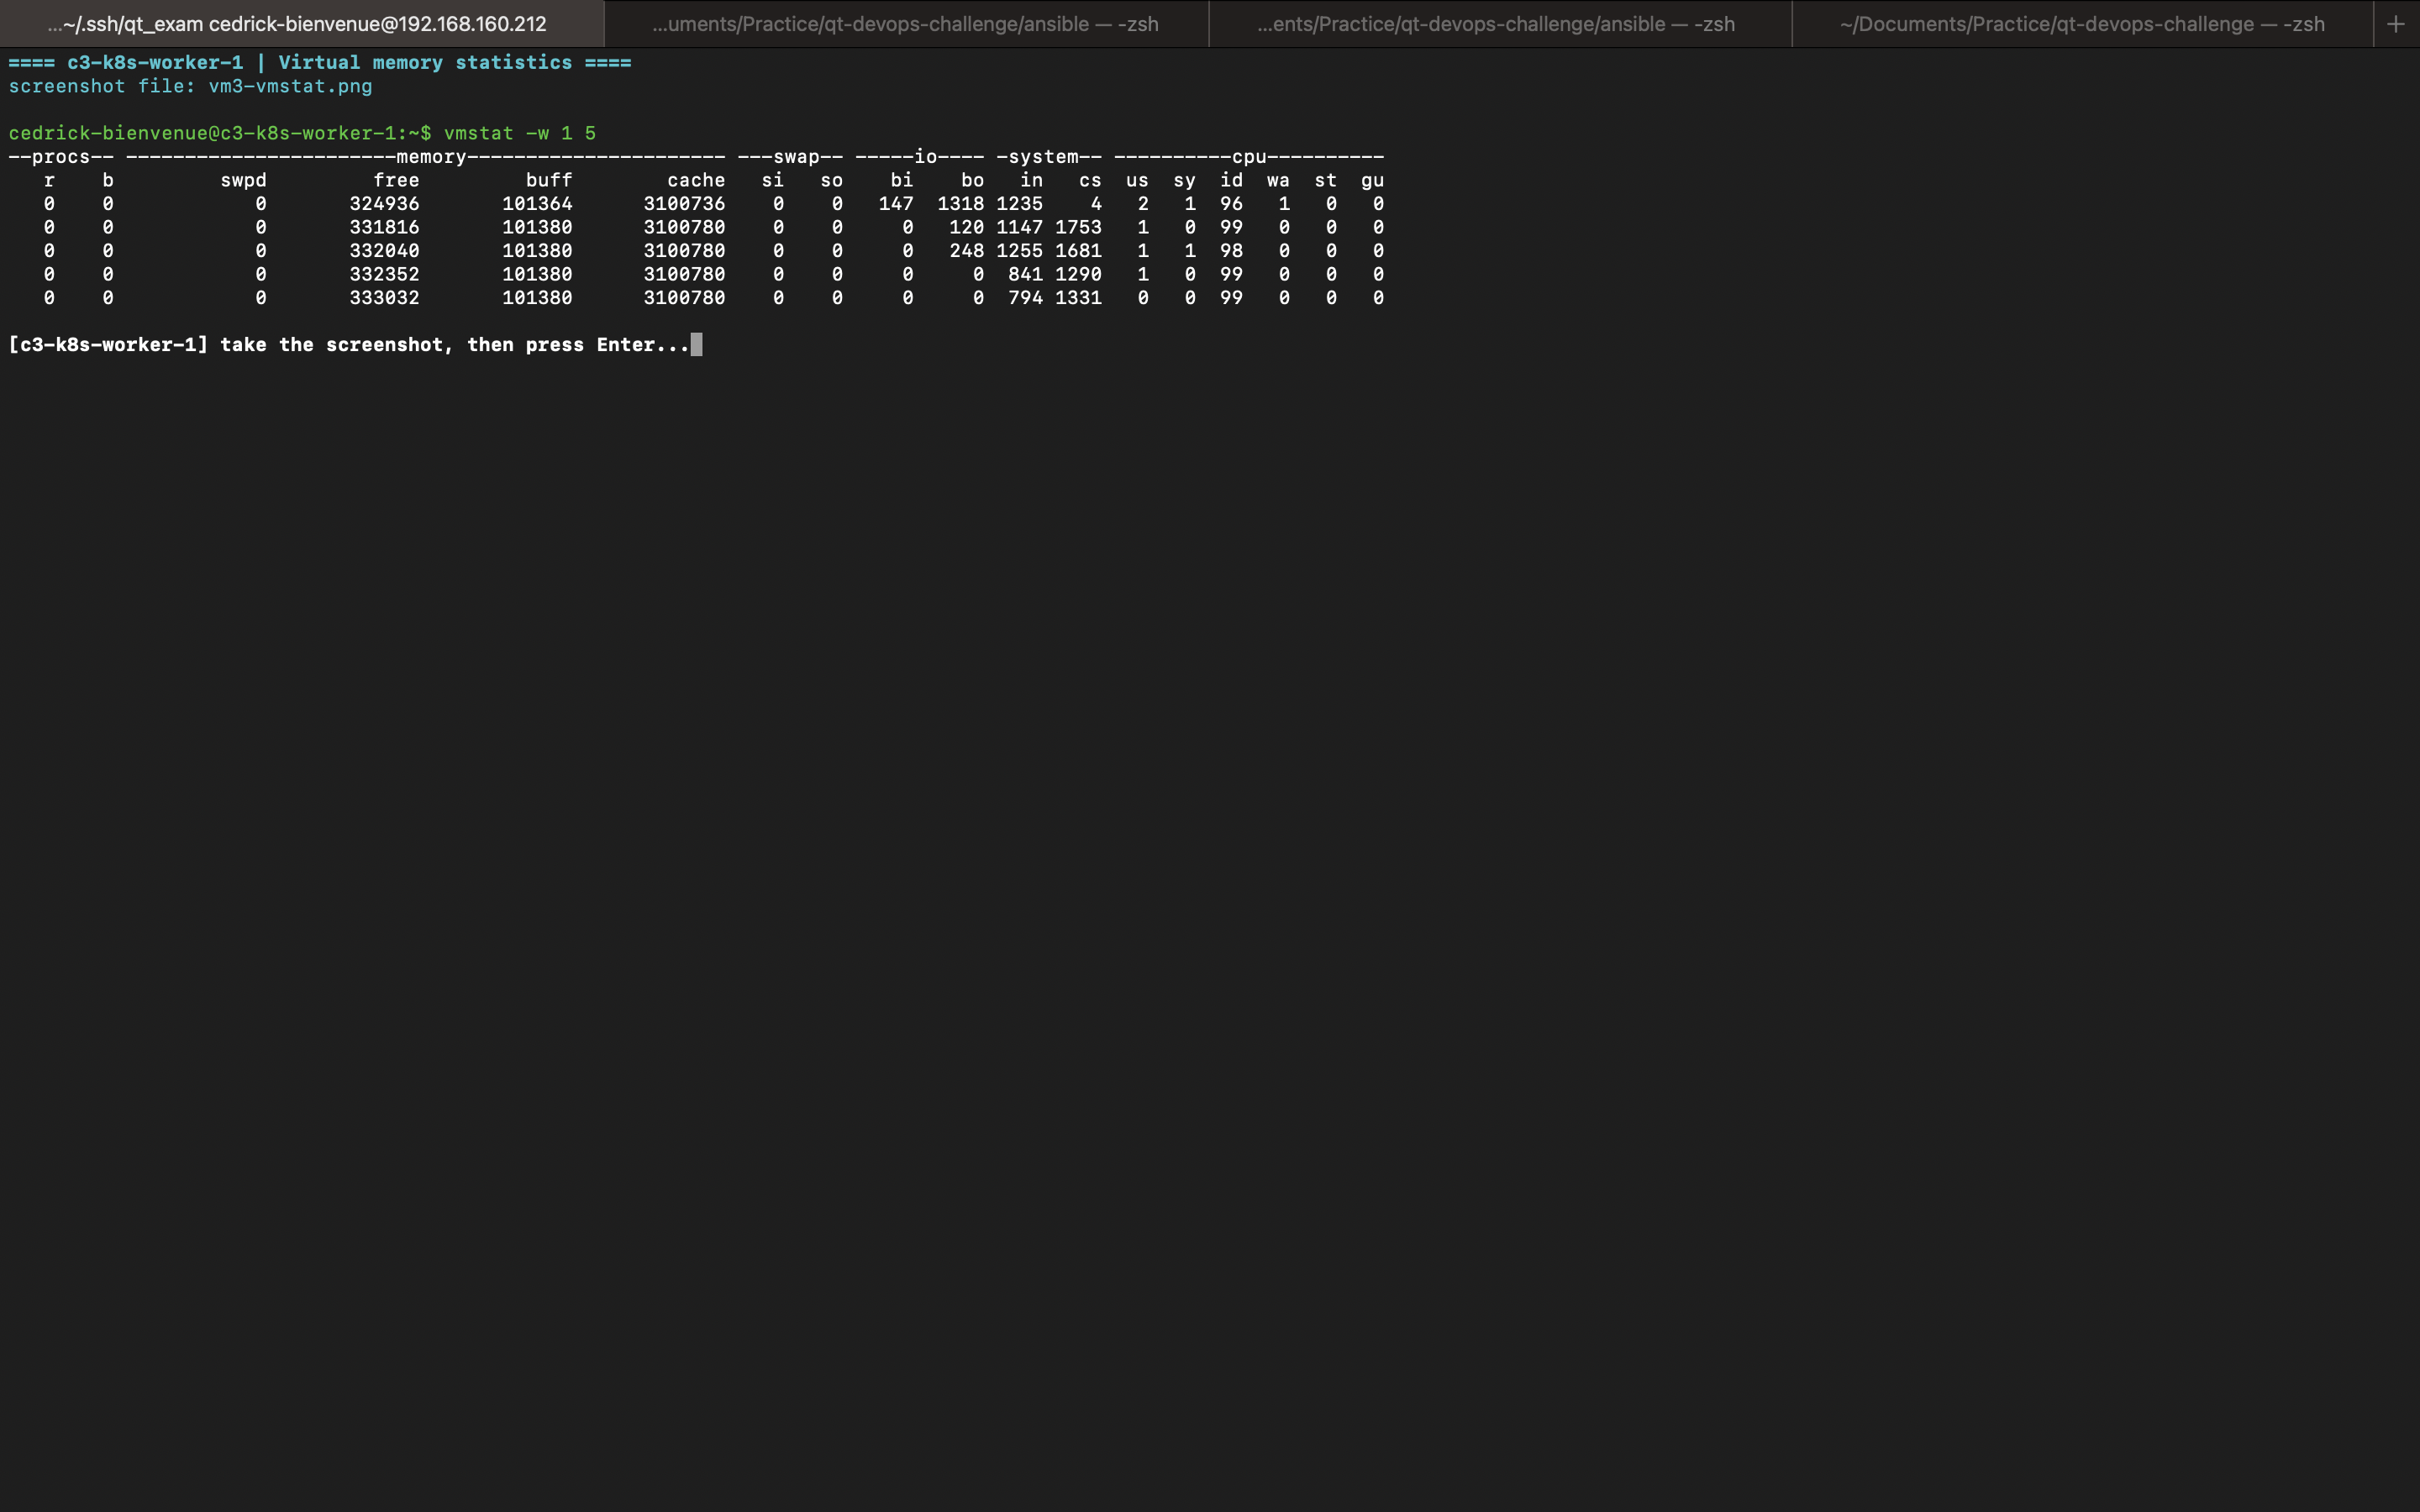 ...~/.ssh/qt_exam cedrick-bienvenue@192.168.160.212
...uments/Practice/qt-devops-challenge/ansible — -zsh
...ents/Practice/qt-devops-challenge/ansible — -zsh
~/Documents/Practice/qt-devops-challenge — -zsh
+
==== c3-k8s-worker-1 | Virtual memory statistics ====
screenshot file: vm3-vmstat.png
cedrick-bienvenue@c3-k8s-worker-1:~$ vmstat -w 1 5
--procs-- -----------------------memory---------------------- ---swap-- -----io---- -system-- ----------cpu----------
   r    b         swpd         free         buff        cache   si   so    bi    bo   in   cs  us  sy  id  wa  st  gu
   0    0            0       324936       101364      3100736    0    0   147  1318 1235    4   2   1  96   1   0   0
   0    0            0       331816       101380      3100780    0    0     0   120 1147 1753   1   0  99   0   0   0
   0    0            0       332040       101380      3100780    0    0     0   248 1255 1681   1   1  98   0   0   0
   0    0            0       332352       101380      3100780    0    0     0     0  841 1290   1   0  99   0   0   0
   0    0            0       333032       101380      3100780    0    0     0     0  794 1331   0   0  99   0   0   0
[c3-k8s-worker-1] take the screenshot, then press Enter...